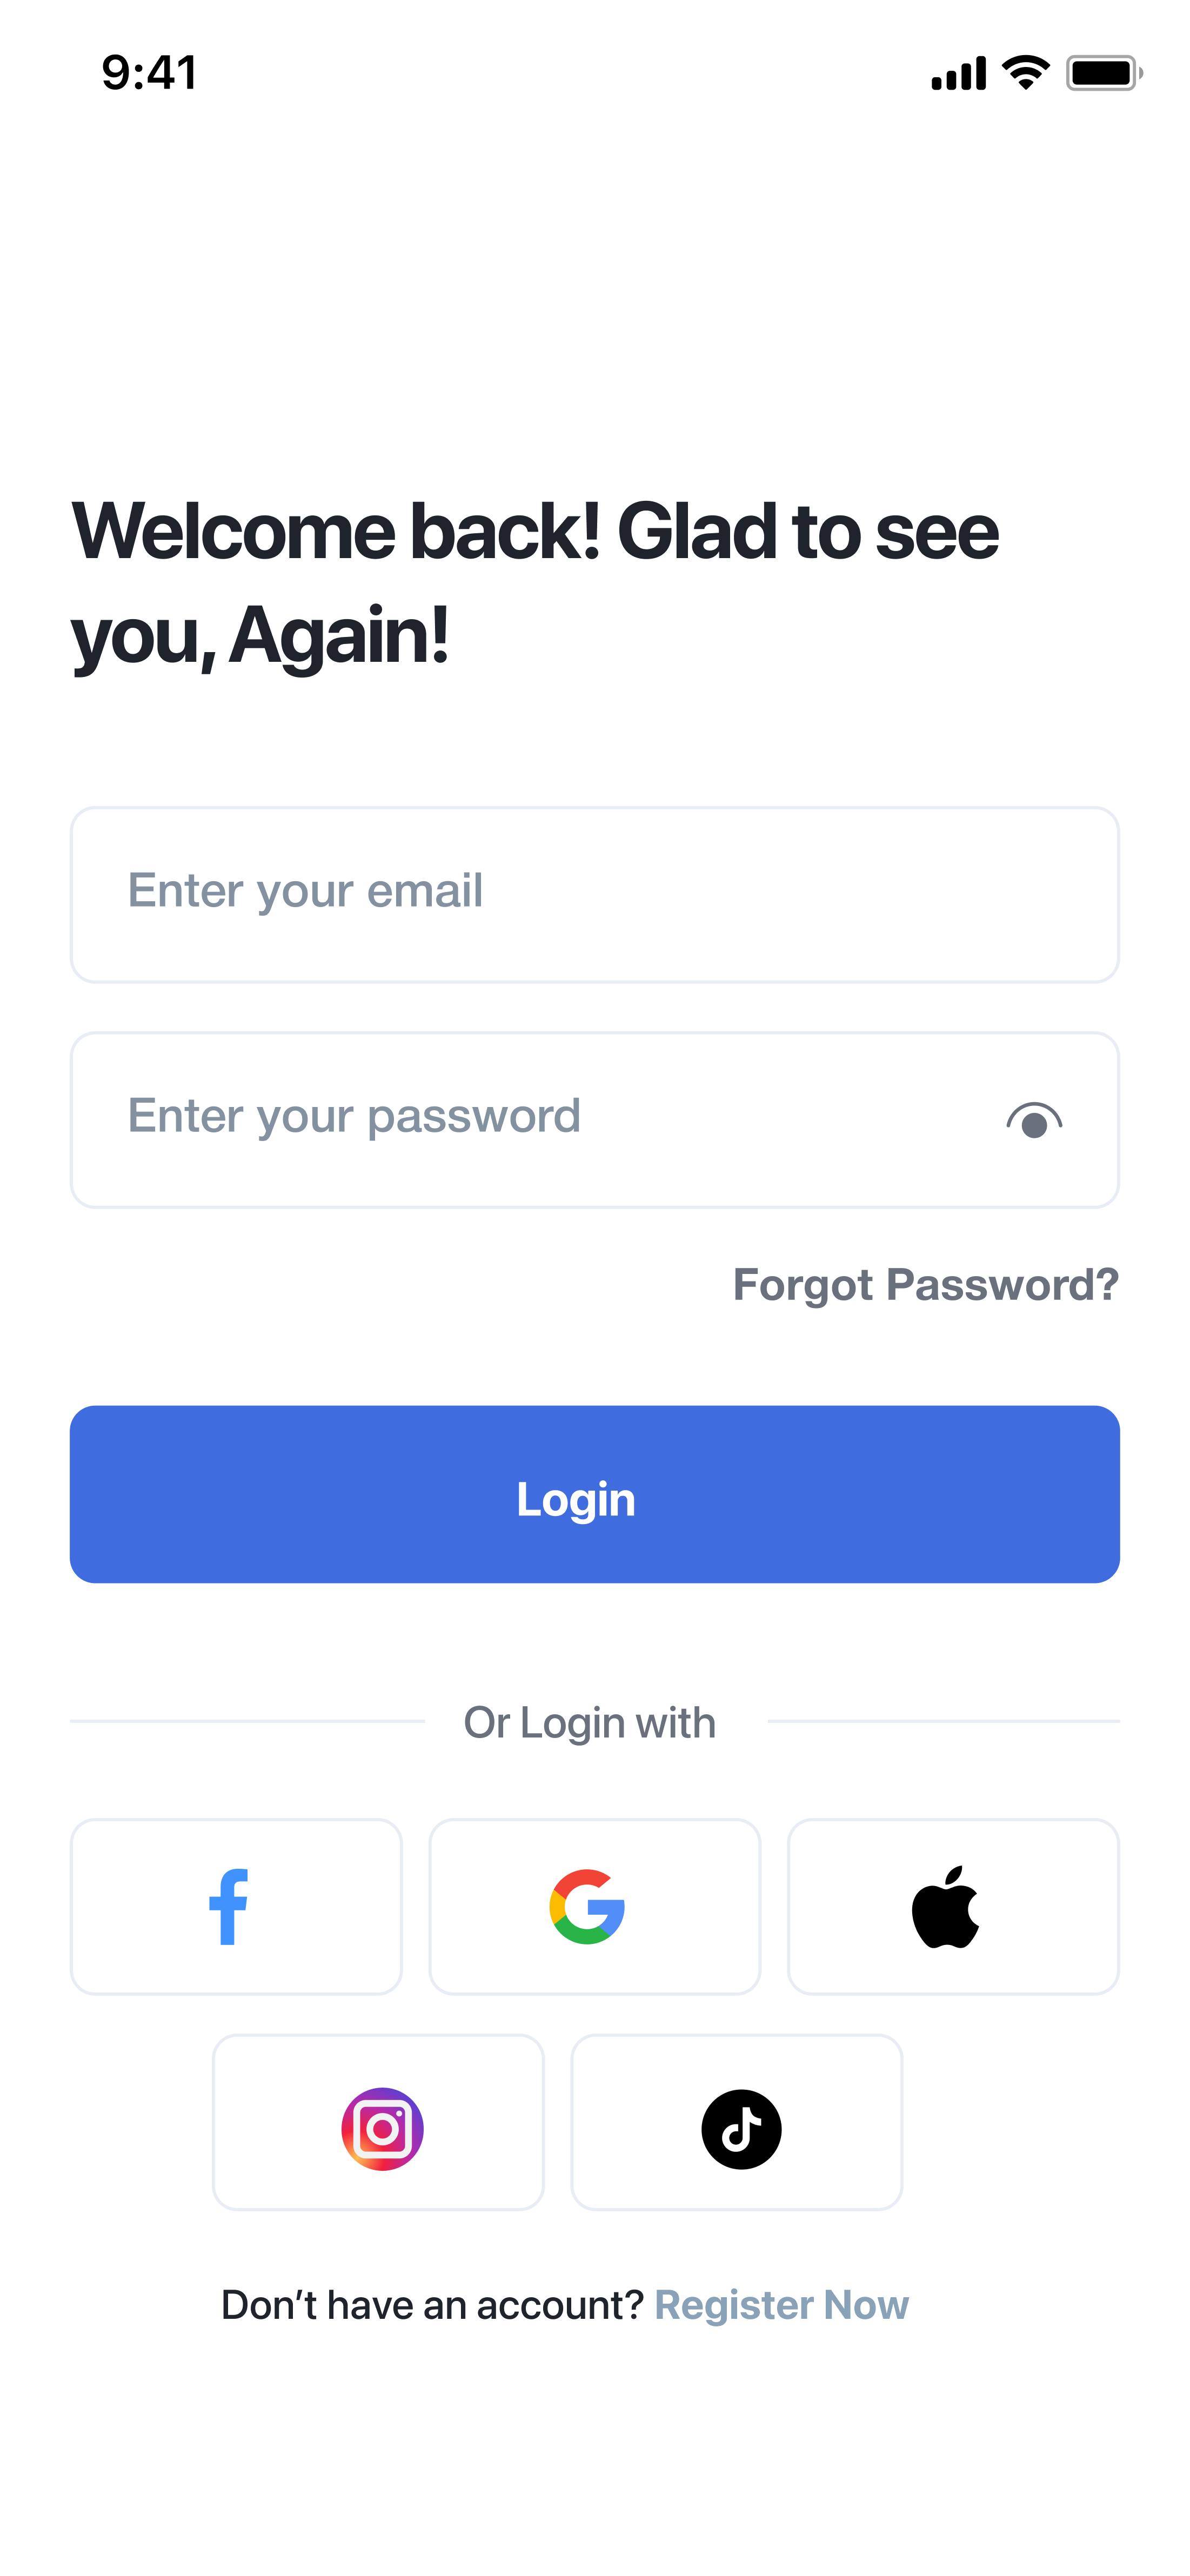 9:41
Welcome back! Glad to see
you, Again!
Enter your email
Enter your password
Forgot Password?
Login
Or Login with
Don’t have an account? Register Now